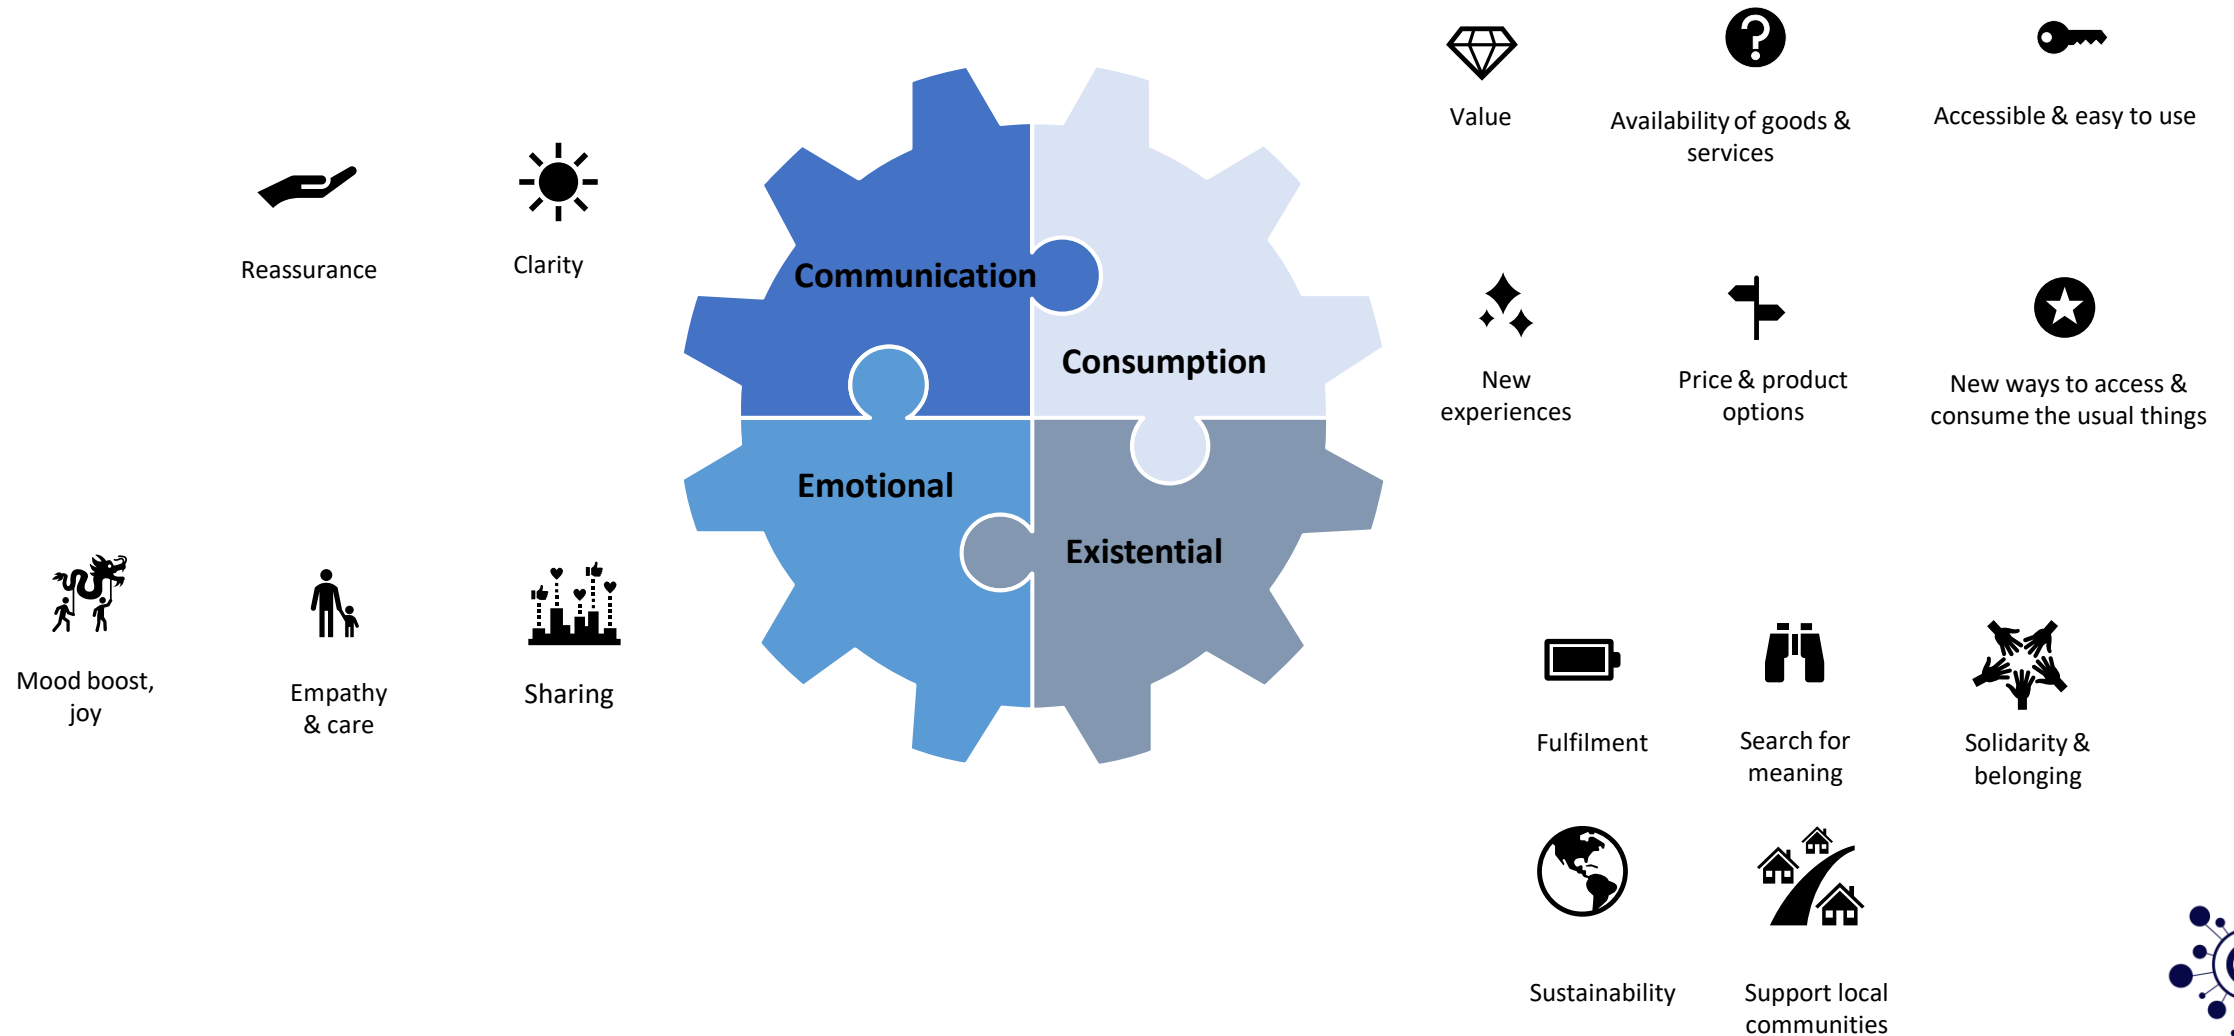 Value
Availability of goods &
services
Accessible & easy to use
Reassurance
Clarity
Communication
Consumption
New
experiences
Price & product
options
New ways to access &
consume the usual things
Emotional
Existential
Mood boost,
joy
Empathy
& care
Sharing
Fulfilment
Search for
meaning
Solidarity &
belonging
Sustainability
Support local
communities